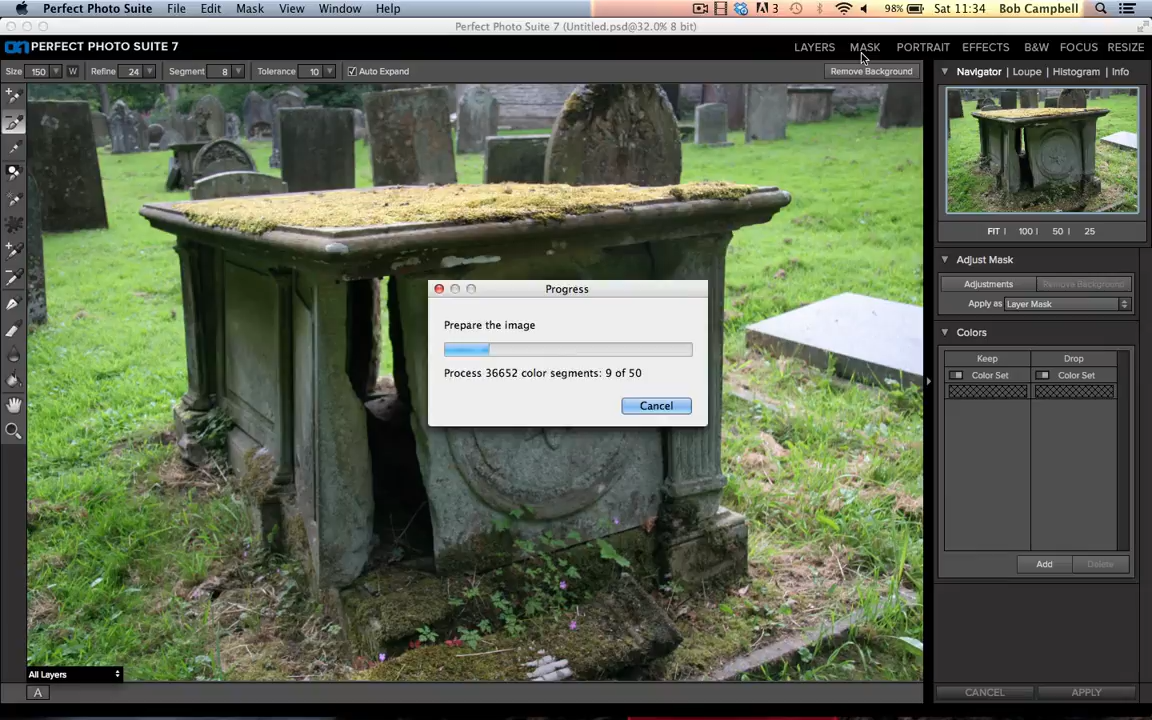 Perfect Photo Suite File Edit Mask View Window Help 3 98% Sat 11:34 Bob Campbell
Perfect Photo Suite 7 (Untitled.psd@32.0% 8 bit)
on PERFECT PHOTO SUITE 7 LAYERS MASK PORTRAIT EFFECTS B&W FOCUS RESIZE
Size 150 W Refine 24 Segment 8 Tolerance 10 Auto Expand Remove Background
Navigator Loupe Histogram Info
FIT 100 50 25
Adjust Mask
Adjustments Remove Background
Apply as Layer Mask
Colors
Keep Drop
Color Set Color Set
Add Delete
Progress
Prepare the image
Process 36652 color segments: 9 of 50
Cancel
All Layers
A
CANCEL APPLY